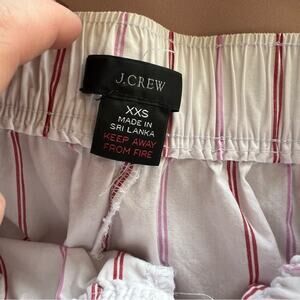 J.CREW
XXS
MADE IN
SRI LANKA
KEEP AWAY
FROM FIRE